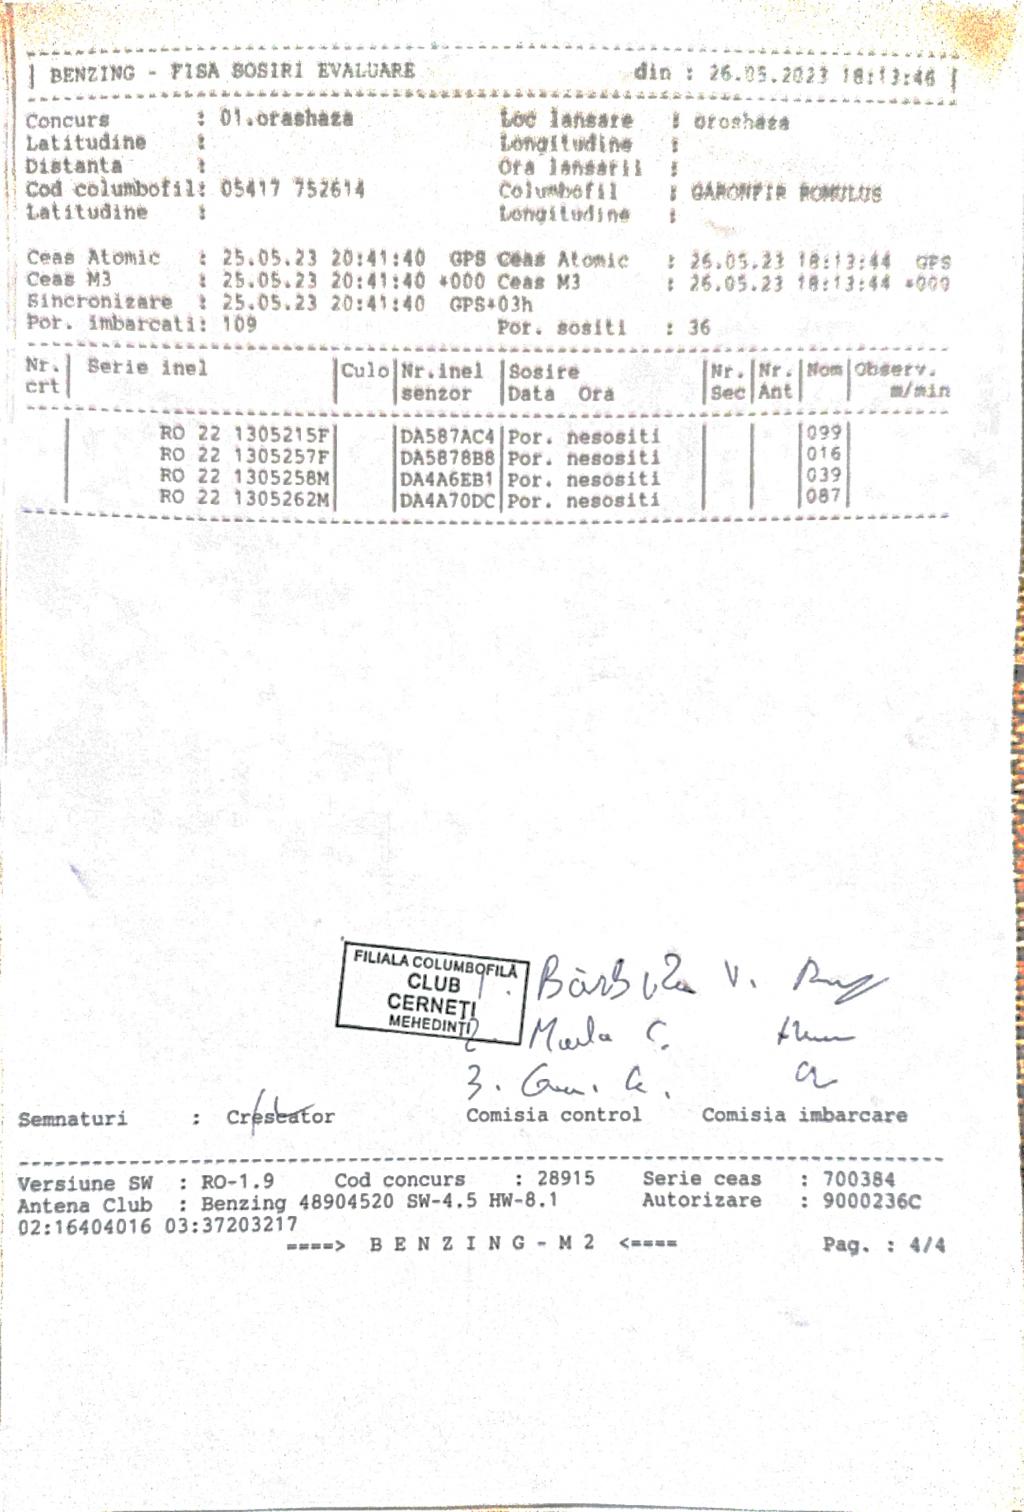 BENZING - FISA SOSIRI EVALUARE din : 26.05.2023 18:13:46
Concurs : 01.orashaza Loc lansare : oroshaza
Latitudine : Longitudine :
Distanta : Ora lansarii :
Cod columbofil: 05417 752614 Columbofil : GARONFIR ROMULUS
Latitudine : Longitudine :
Ceas Atomic : 25.05.23 20:41:40 GPS Ceas Atomic : 26.05.23 18:13:44 GPS
Ceas M3 : 25.05.23 20:41:40 +000 Ceas M3 : 26.05.23 18:13:44 +000
Sincronizare : 25.05.23 20:41:40 GPS+03h
Por. imbarcati: 109 Por. sositi : 36
Nr. Serie inel Culo Nr.inel Sosire Nr. Nr. Nom Observ.
crt senzor Data Ora Sec Ant m/min
RO 22 1305215F DA587AC4 Por. nesositi 099
RO 22 1305257F DA5878B8 Por. nesositi 016
RO 22 1305258M DA4A6EB1 Por. nesositi 039
RO 22 1305262M DA4A70DC Por. nesositi 087
FILIALA COLUMBOFILĂ
CLUB
CERNEȚI
MEHEDINȚI
1. V.
2. C.
3.
Semnaturi : Crescator Comisia control Comisia imbarcare
Versiune SW : RO-1.9 Cod concurs : 28915 Serie ceas : 700384
Antena Club : Benzing 48904520 SW-4.5 HW-8.1 Autorizare : 9000236C
02:16404016 03:37203217
====> B E N Z I N G - M 2 <==== Pag. : 4/4